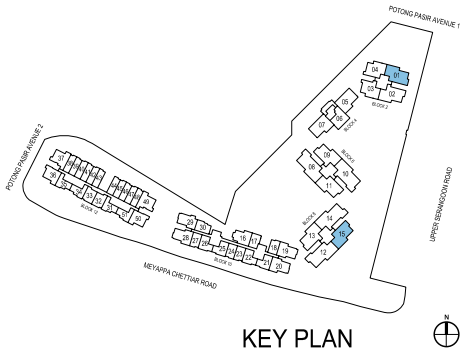 POTONG PASIR AVENUE 1
04 01
03 02
BLOCK 2
05
06
07
BLOCK 4
09
08
10
11
BLOCK 6
BLOCK 8
14
13
15
12
UPPER SERANGOON ROAD
POTONG PASIR AVENUE 2
37
36
35
34
33
32
31
51
50
49
BLOCK 12
29 30
28 27 26
16 17
25 24 23 22
18 19
21 20
BLOCK 10
MEYAPPA CHETTIAR ROAD
N
KEY PLAN